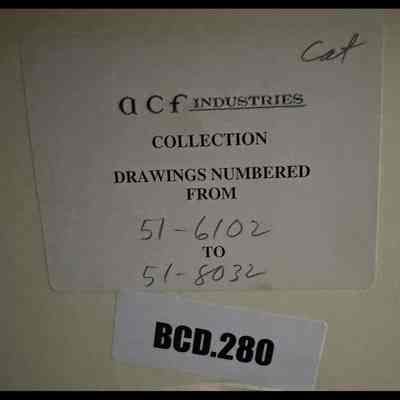 Cat
acf INDUSTRIES
COLLECTION
DRAWINGS NUMBERED
FROM
51-6102
TO
51-8032
BCD.280